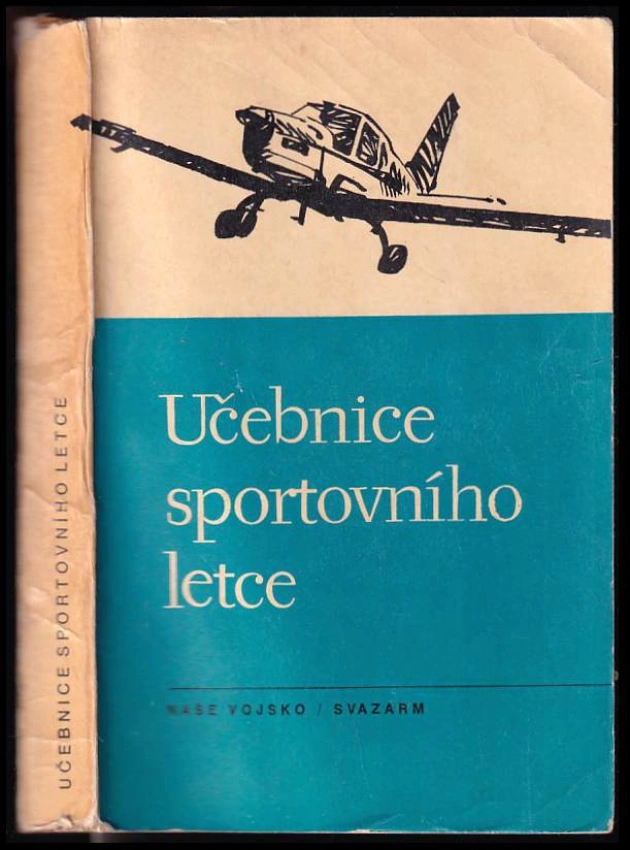 UČEBNICE SPORTOVNÍHO LETCE
Učebnice
sportovního
letce
NAŠE VOJSKO / SVAZARM